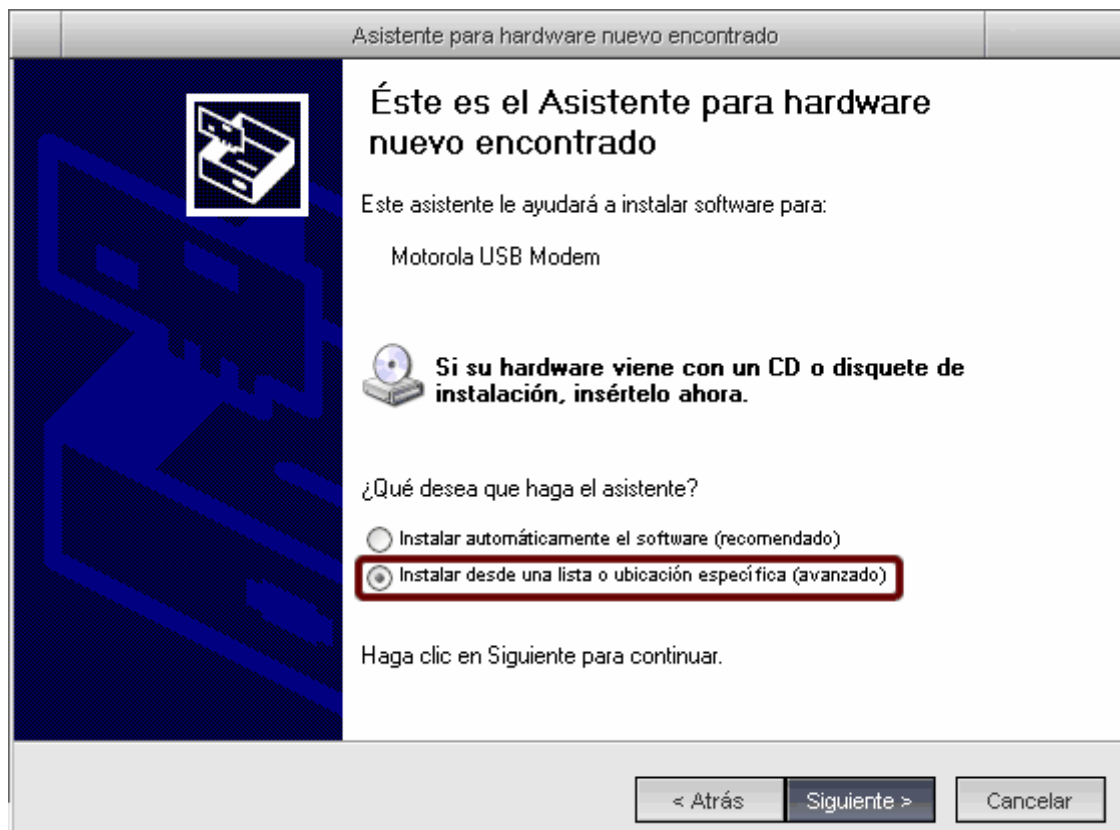 Asistente para hardware nuevo encontrado
Éste es el Asistente para hardware
nuevo encontrado
Este asistente le ayudará a instalar software para:
Motorola USB Modem
Si su hardware viene con un CD o disquete de
instalación, insértelo ahora.
¿Qué desea que haga el asistente?
Instalar automáticamente el software (recomendado)
Instalar desde una lista o ubicación específica (avanzado)
Haga clic en Siguiente para continuar.
< Atrás Siguiente > Cancelar